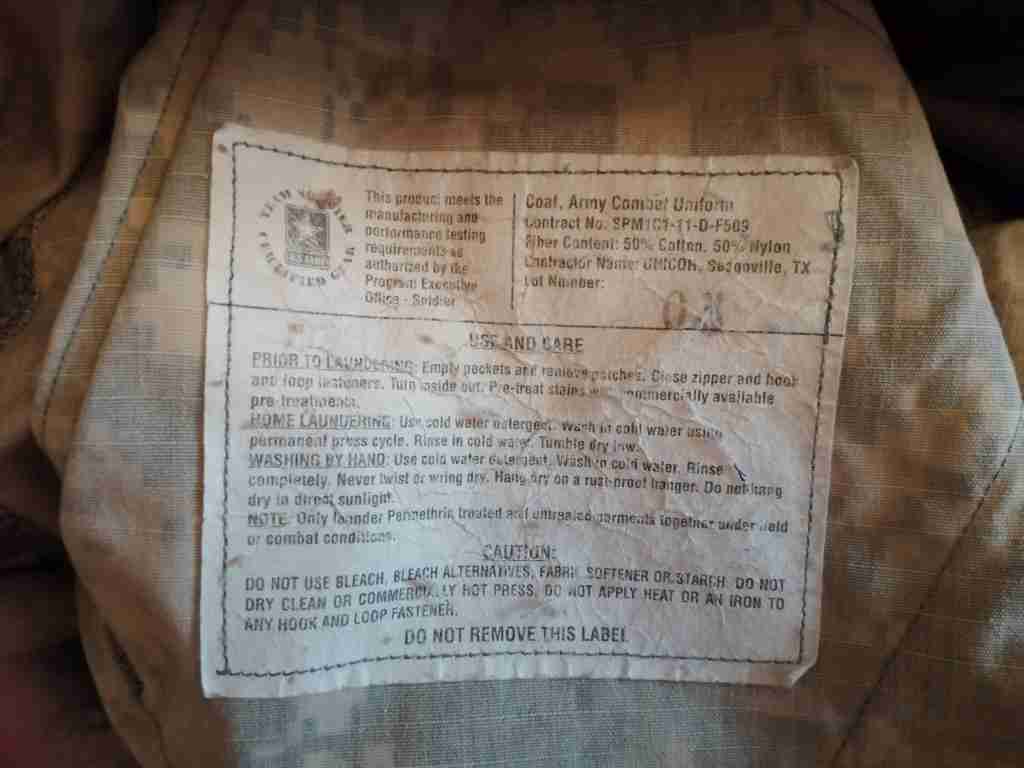 TEAM SOLDIER
CERTIFIED GEAR
This product meets the
manufacturing and
performance testing
requirements as
authorized by the
Program Executive
Office - Soldier
Coat, Army Combat Uniform
Contract No. SPM1C1-11-D-F509
Fiber Content: 50% Cotton, 50% Nylon
Contractor Name: UNICOR, Seagoville, TX
Lot Number:
USE AND CARE
PRIOR TO LAUNDERING: Empty pockets and remove patches. Close zipper and hook
and loop fasteners. Turn inside out. Pre-treat stains commercially available
pre-treatments.
HOME LAUNDERING: Use cold water detergent. Wash in cold water using
permanent press cycle. Rinse in cold water. Tumble dry low.
WASHING BY HAND: Use cold water detergent. Wash in cold water. Rinse
completely. Never twist or wring dry. Hang dry on a rust-proof hanger. Do not hang
dry in direct sunlight.
NOTE: Only launder Permethrin treated and untreated garments together under field
or combat conditions.
CAUTION:
DO NOT USE BLEACH, BLEACH ALTERNATIVES, FABRIC SOFTENER OR STARCH. DO NOT
DRY CLEAN OR COMMERCIALLY HOT PRESS. DO NOT APPLY HEAT OR AN IRON TO
ANY HOOK AND LOOP FASTENER.
DO NOT REMOVE THIS LABEL